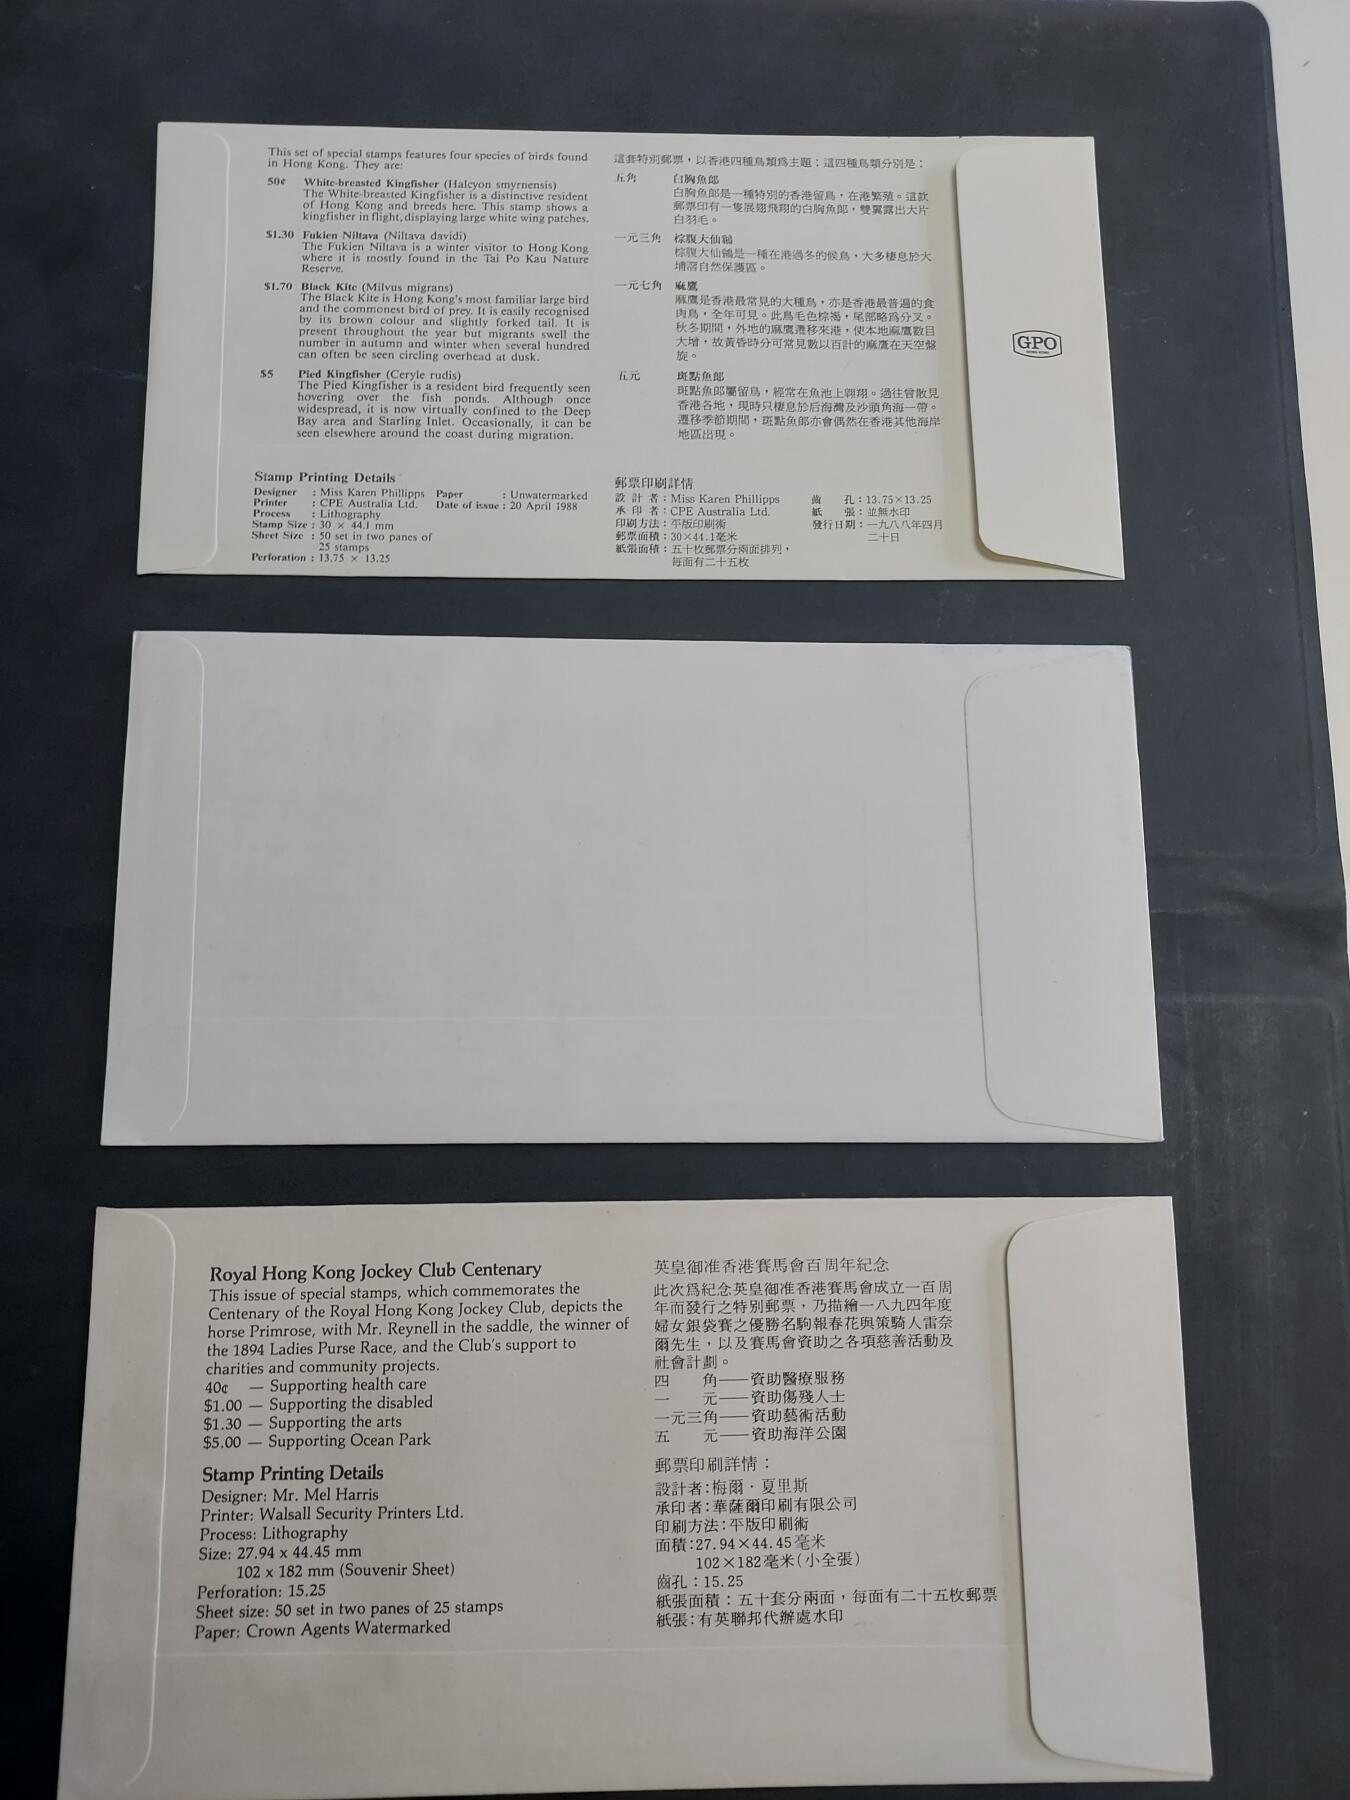 This set of special stamps features four species of birds found
in Hong Kong. They are:
50¢ White-breasted Kingfisher (Halcyon smyrnensis)
The White-breasted Kingfisher is a distinctive resident
of Hong Kong and breeds here. This stamp shows a
kingfisher in flight, displaying large white wing patches.
$1.30 Fukien Niltava (Niltava davidi)
The Fukien Niltava is a winter visitor to Hong Kong
where it is mostly found in the Tai Po Kau Nature
Reserve.
$1.70 Black Kite (Milvus migrans)
The Black Kite is Hong Kong's most familiar large bird
and the commonest bird of prey. It is easily recognised
by its brown colour and slightly forked tail. It is
present throughout the year but migrants swell the
number in autumn and winter when several hundred
can often be seen circling overhead at dusk.
$5 Pied Kingfisher (Ceryle rudis)
The Pied Kingfisher is a resident bird frequently seen
hovering over the fish ponds. Although once
widespread, it is now virtually confined to the Deep
Bay area and Starling Inlet. Occasionally, it can be
seen elsewhere around the coast during migration.
Stamp Printing Details
Designer : Miss Karen Phillipps Paper : Unwatermarked
Printer : CPE Australia Ltd. Date of issue : 20 April 1988
Process : Lithography
Stamp Size : 30 × 44.1 mm
Sheet Size : 50 set in two panes of
25 stamps
Perforation : 13.75 × 13.25
這套特別郵票，以香港四種鳥類爲主題；這四種鳥類分別是：
五角 白胸魚郎
白胸魚郎是一種特別的香港留鳥，在港繁殖。這款
郵票印有一隻展翅飛翔的白胸魚郎，雙翼露出大片
白羽毛。
一元三角 棕腹大仙鶲
棕腹大仙鶲是一種在港過冬的候鳥，大多棲息於大
埔滘自然保護區。
一元七角 麻鷹
麻鷹是香港最常見的大種鳥，亦是香港最普遍的食
肉鳥，全年可見。此鳥毛色棕褐，尾部略爲分叉。
秋冬期間，外地的麻鷹遷移來港，使本地麻鷹數目
大增，故黃昏時分可常見數以百計的麻鷹在天空盤
旋。
五元 斑點魚郎
斑點魚郎屬留鳥，經常在魚池上翺翔。過往曾散見
香港各地，現時只棲息於后海灣及沙頭角海一帶。
遷移季節期間，斑點魚郎亦會偶然在香港其他海岸
地區出現。
郵票印刷詳情
設計者：Miss Karen Phillipps 齒孔：13.75×13.25
承印者：CPE Australia Ltd. 紙張：並無水印
印刷方法：平版印刷術 發行日期：一九八八年四月
郵票面積：30×44.1毫米 二十日
紙張面積：五十枚郵票分兩面排列，
每面有二十五枚
GPO
HONG KONG
Royal Hong Kong Jockey Club Centenary
This issue of special stamps, which commemorates the
Centenary of the Royal Hong Kong Jockey Club, depicts the
horse Primrose, with Mr. Reynell in the saddle, the winner of
the 1894 Ladies Purse Race, and the Club's support to
charities and community projects.
40¢ — Supporting health care
$1.00 — Supporting the disabled
$1.30 — Supporting the arts
$5.00 — Supporting Ocean Park
Stamp Printing Details
Designer: Mr. Mel Harris
Printer: Walsall Security Printers Ltd.
Process: Lithography
Size: 27.94 x 44.45 mm
102 x 182 mm (Souvenir Sheet)
Perforation: 15.25
Sheet size: 50 set in two panes of 25 stamps
Paper: Crown Agents Watermarked
英皇御准香港賽馬會百周年紀念
此次爲紀念英皇御准香港賽馬會成立一百周
年而發行之特別郵票，乃描繪一八九四年度
婦女銀袋賽之優勝名駒報春花與策騎人雷奈
爾先生，以及賽馬會資助之各項慈善活動及
社會計劃。
四角——資助醫療服務
一元——資助傷殘人士
一元三角——資助藝術活動
五元——資助海洋公園
郵票印刷詳情：
設計者：梅爾・夏里斯
承印者：華薩爾印刷有限公司
印刷方法：平版印刷術
面積：27.94×44.45毫米
102×182毫米（小全張）
齒孔：15.25
紙張面積：五十套分兩面，每面有二十五枚郵票
紙張：有英聯邦代辦處水印